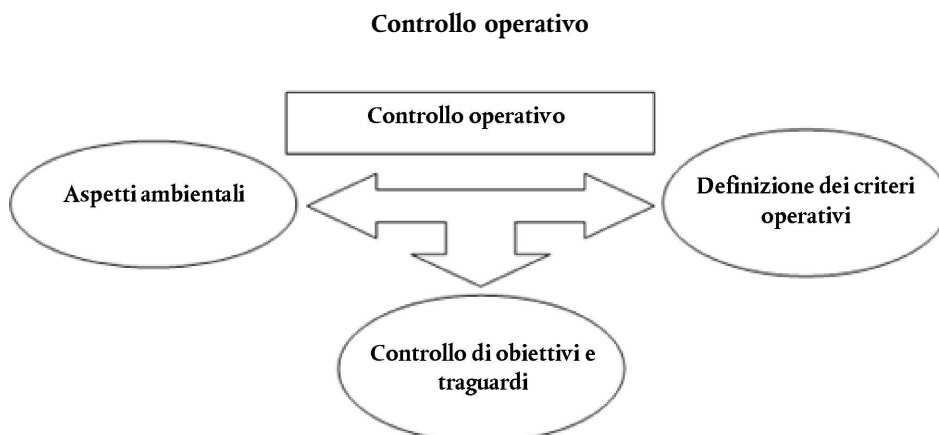 Controllo operativo
Controllo operativo
Aspetti ambientali
Definizione dei criteri
operativi
Controllo di obiettivi e
traguardi